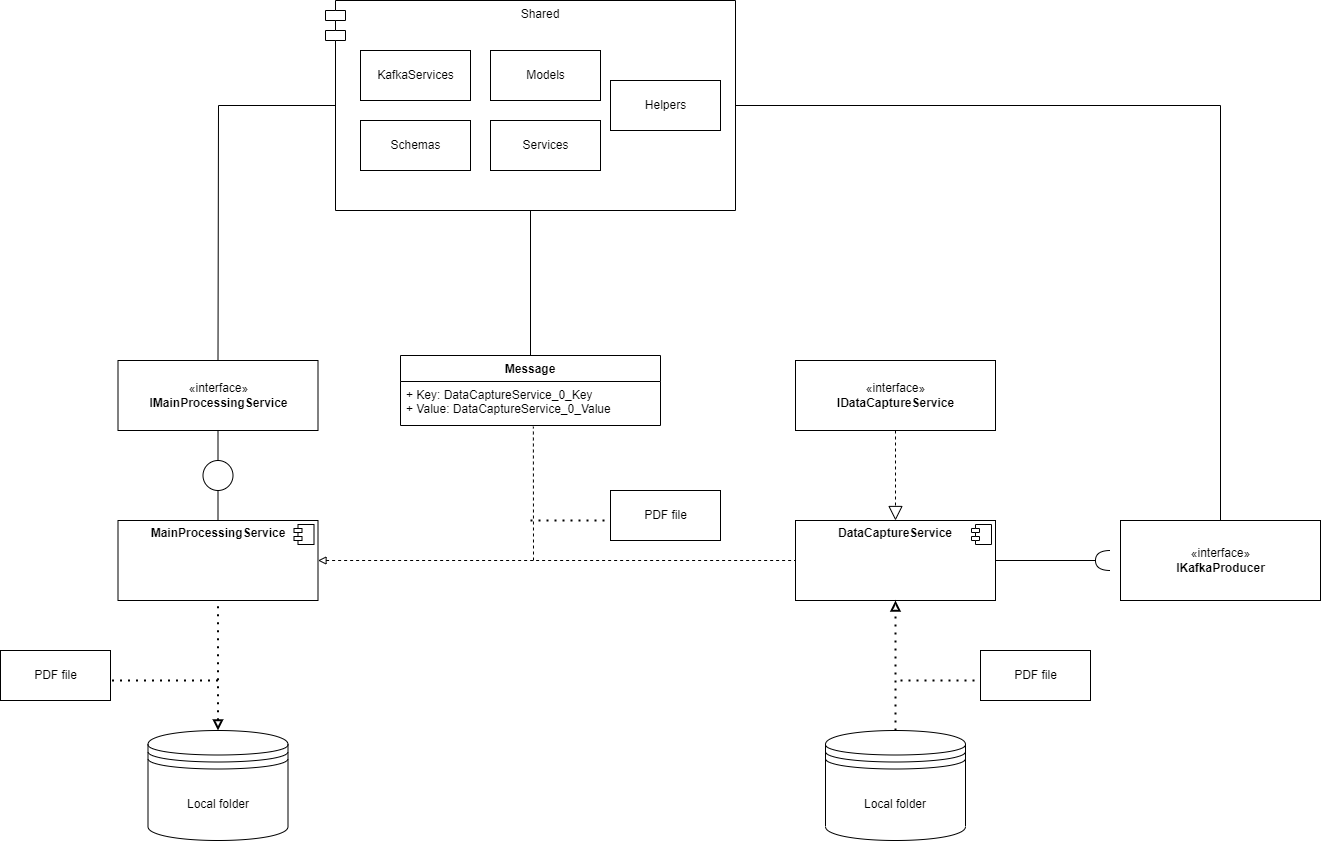 Shared
KafkaServices
Models
Helpers
Schemas
Services
«interface»
IMainProcessingService
Message
+ Key: DataCaptureService_0_Key
+ Value: DataCaptureService_0_Value
«interface»
IDataCaptureService
MainProcessingService
PDF file
DataCaptureService
«interface»
IKafkaProducer
PDF file
PDF file
Local folder
Local folder